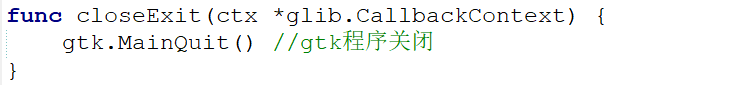 func closeExit(ctx *glib.CallbackContext) {
    gtk.MainQuit() //gtk程序关闭
}